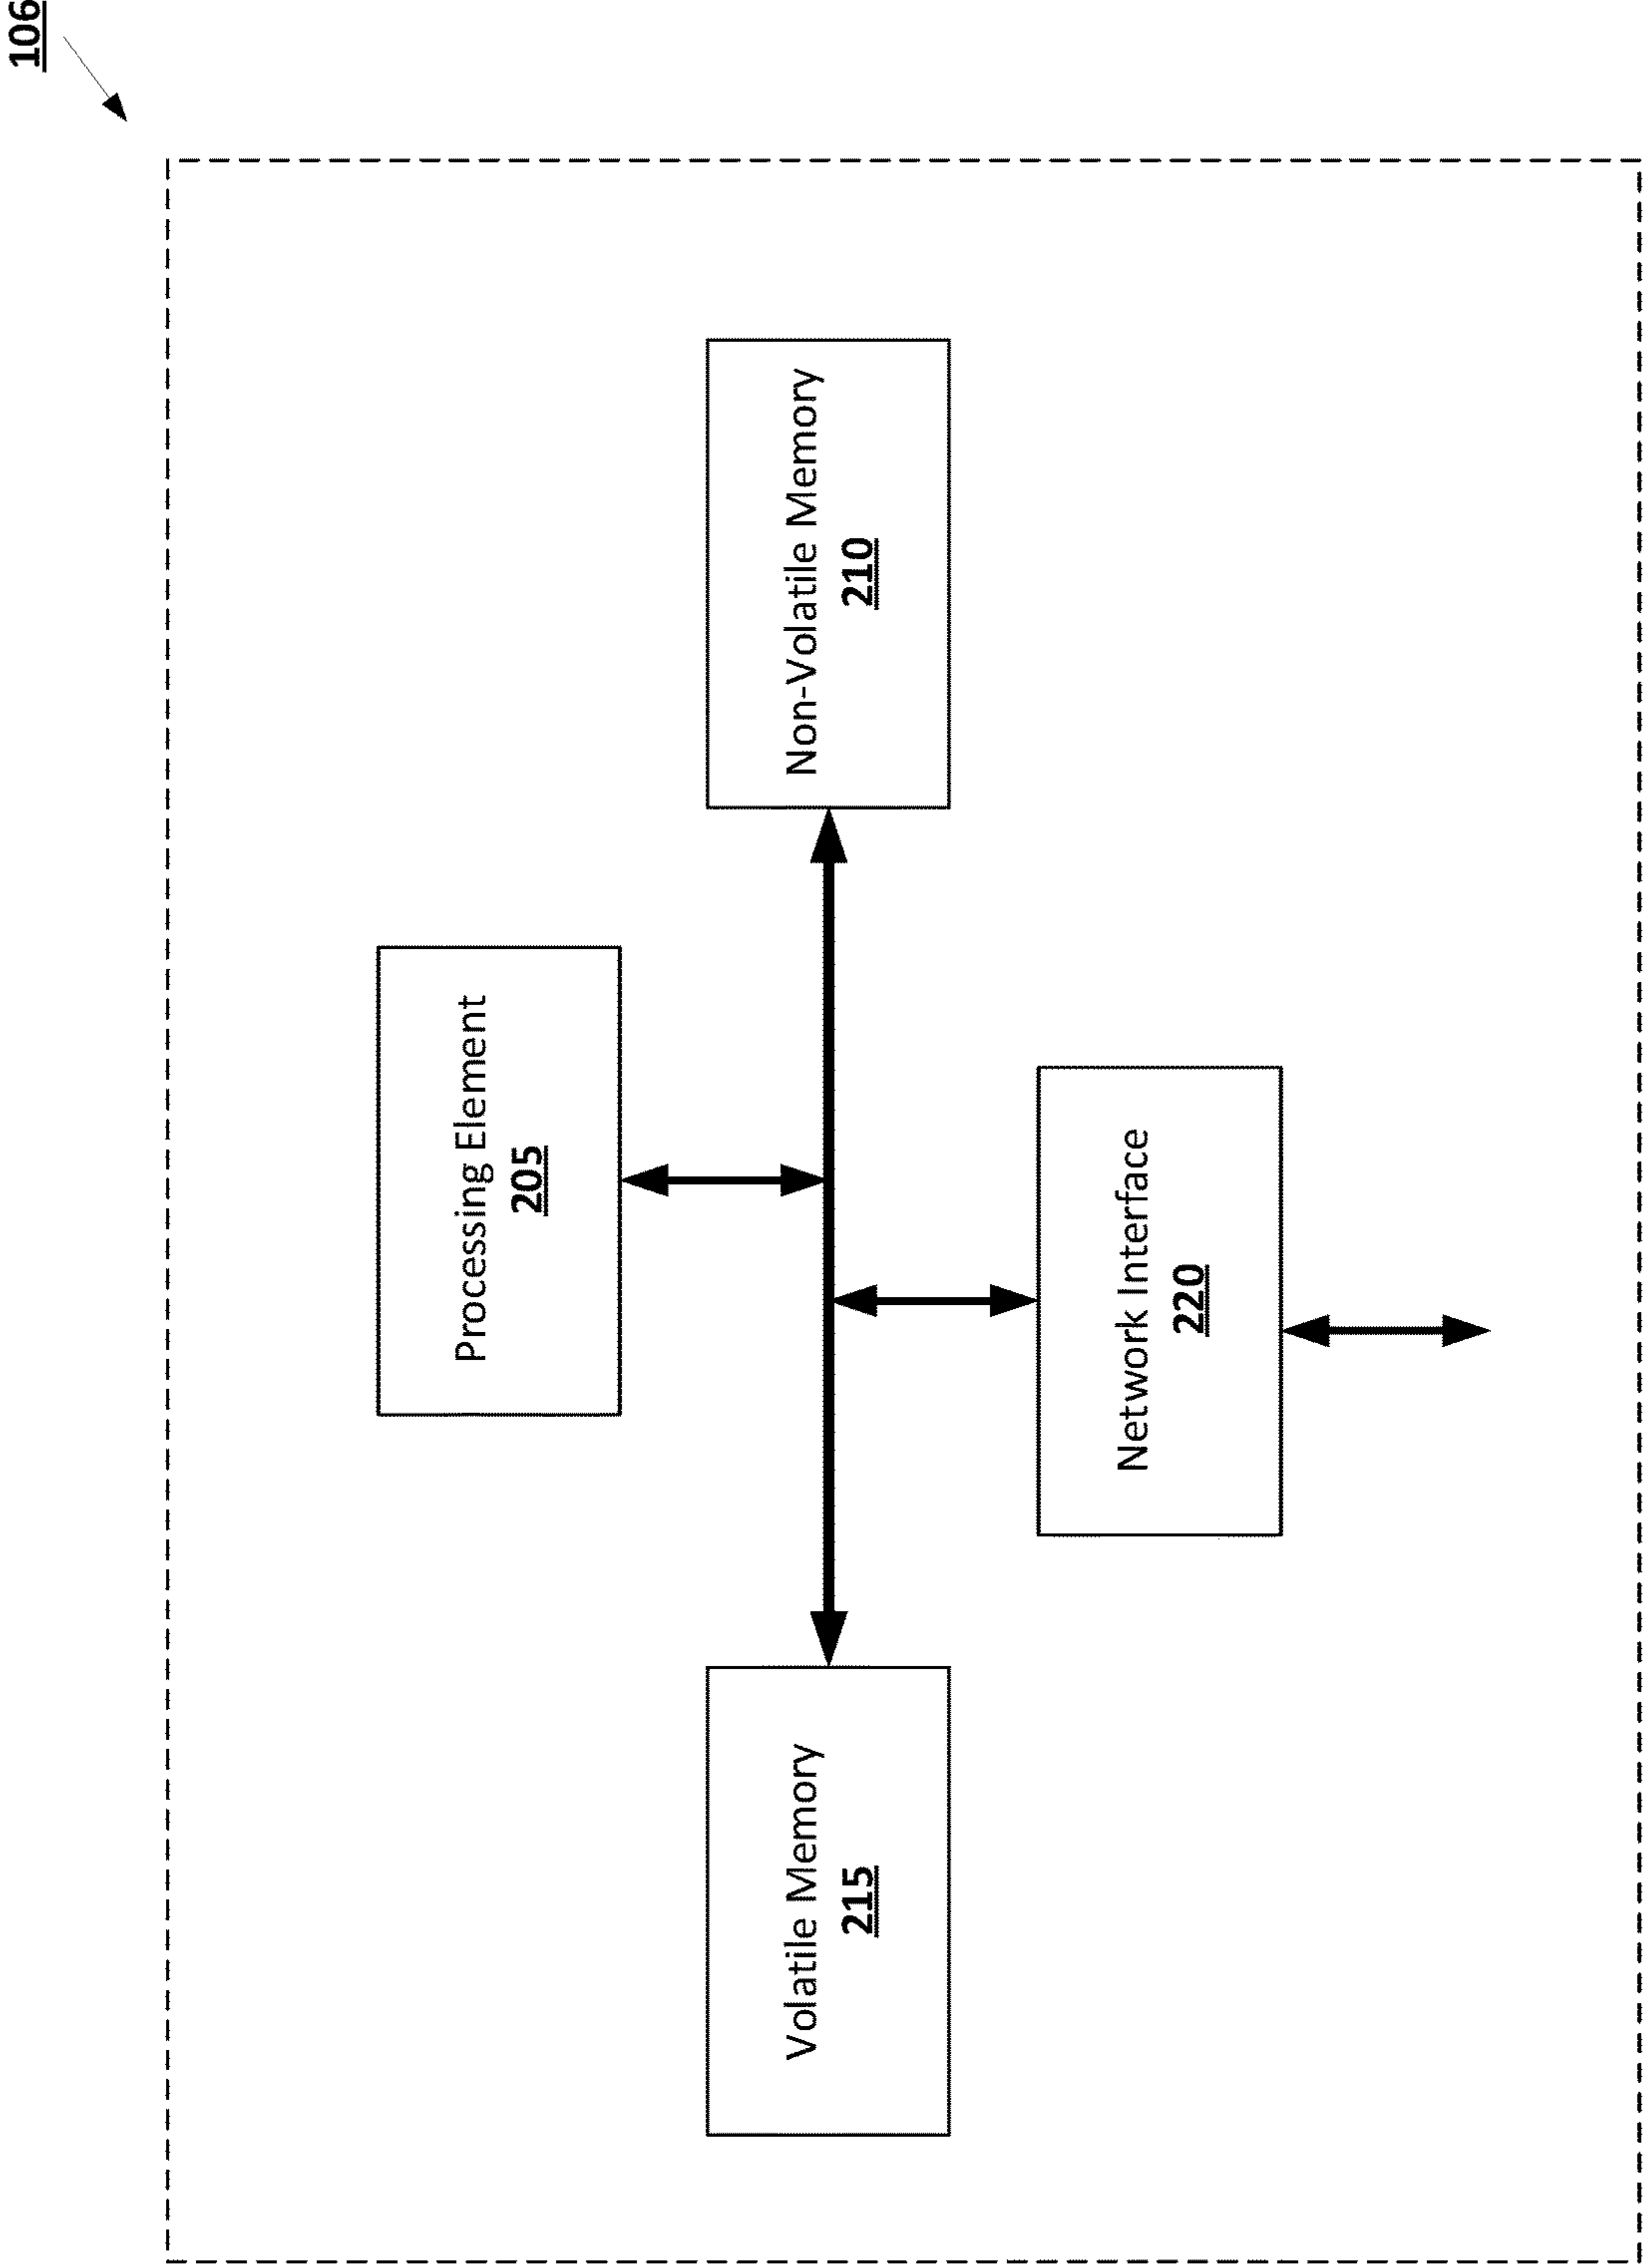 106
Processing Element
205
Volatile Memory
215
Non-Volatile Memory
210
Network Interface
220